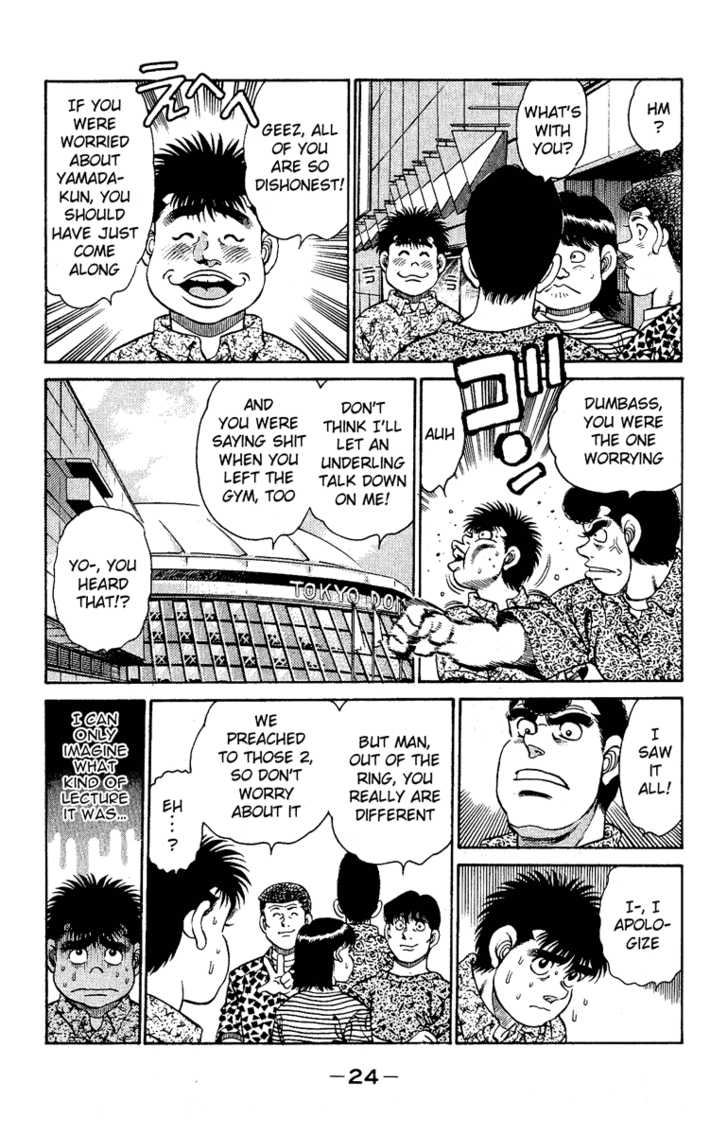 HM
?
WHAT'S
WITH
YOU?
えへへ
GEEZ, ALL
OF YOU
ARE SO
DISHONEST!
IF YOU
WERE
WORRIED
ABOUT
YAMADA-
KUN, YOU
SHOULD
HAVE JUST
COME
ALONG
DUMBASS,
YOU WERE
THE ONE
WORRYING
ゴン
AUH
DON'T
THINK I'LL
LET AN
UNDERLING
TALK DOWN
ON ME!
AND
YOU WERE
SAYING SHIT
WHEN YOU
LEFT THE
GYM, TOO
TOKYO DO
YO-, YOU
HEARD
THAT!?
I
SAW
IT
ALL!
I-, I
APOLO-
GIZE
BUT MAN,
OUT OF THE
RING, YOU
REALLY ARE
DIFFERENT
WE
PREACHED
TO THOSE 2,
SO DON'T
WORRY
ABOUT IT
EH
...
?
I CAN
ONLY
IMAGINE
WHAT
KIND OF
LECTURE
IT WAS...
—24—